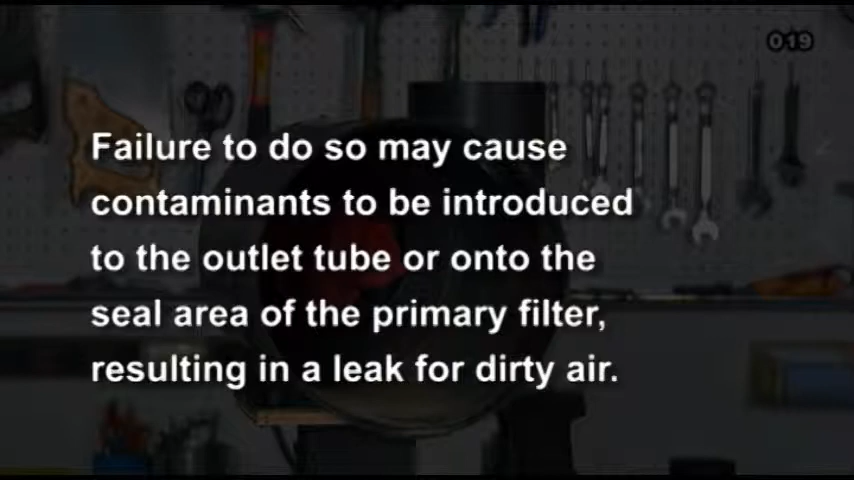 019
Failure to do so may cause
contaminants to be introduced
to the outlet tube or onto the
seal area of the primary filter,
resulting in a leak for dirty air.